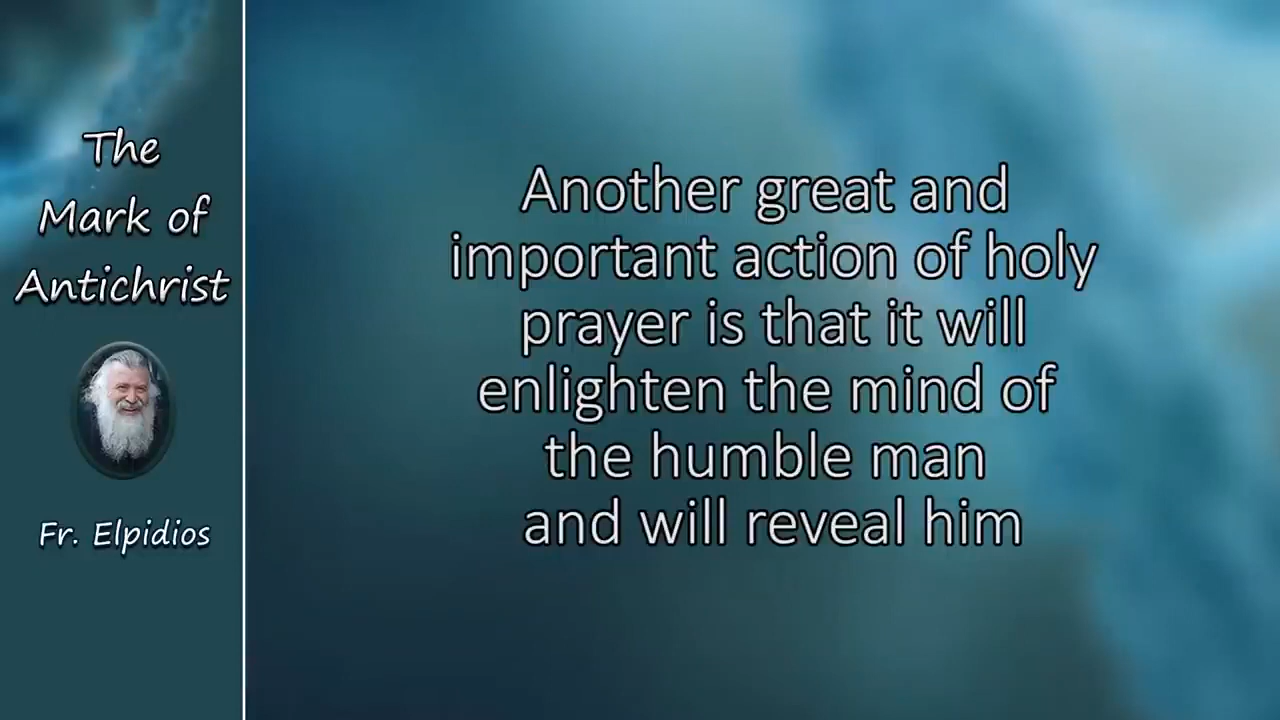 The
Mark of
Antichrist
Fr. Elpidios
Another great and
important action of holy
prayer is that it will
enlighten the mind of
the humble man
and will reveal him